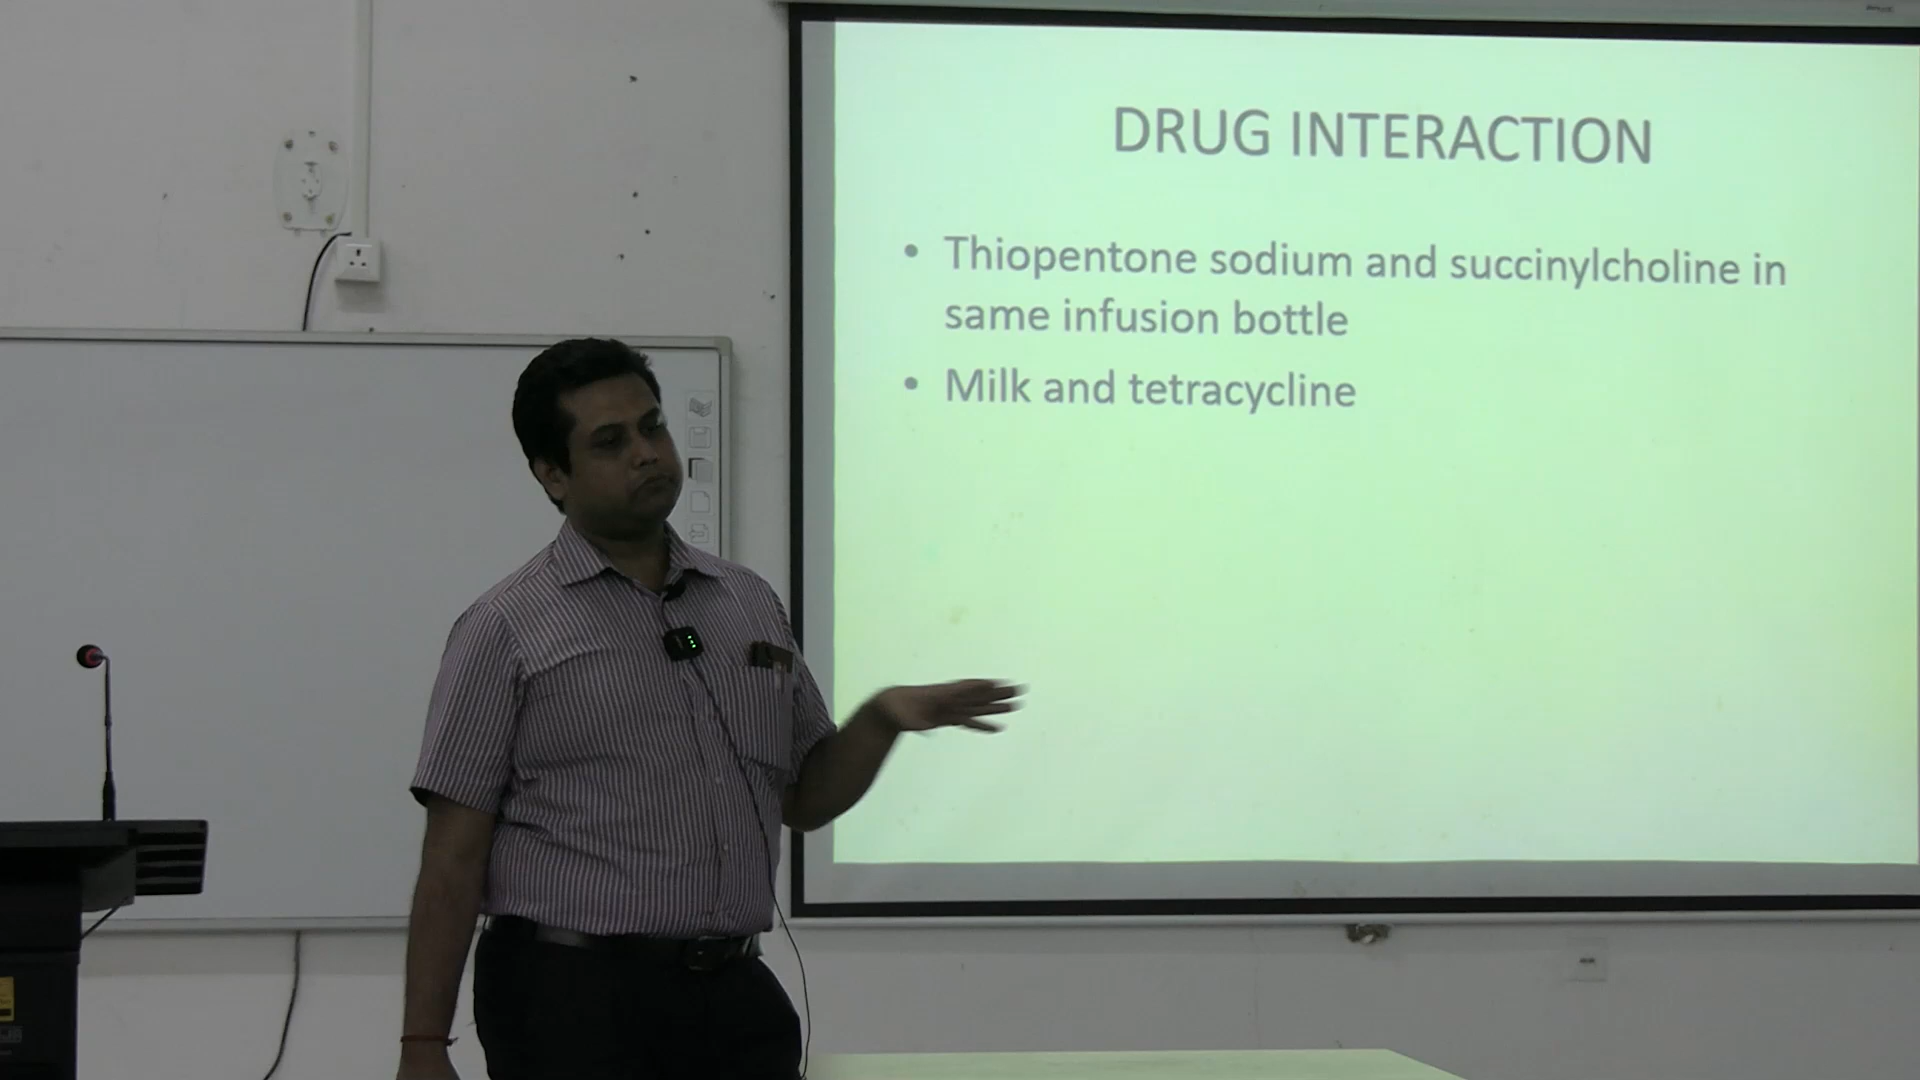 DRUG INTERACTION
• Thiopentone sodium and succinylcholine in
same infusion bottle
• Milk and tetracycline